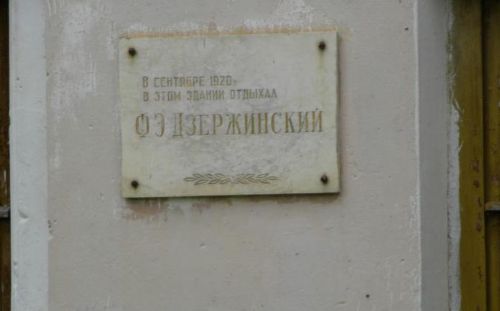 В СЕНТЯБРЕ 1920г.
В ЭТОМ ЗДАНИИ ОТДЫХАЛ
Ф Э ДЗЕРЖИНСКИЙ